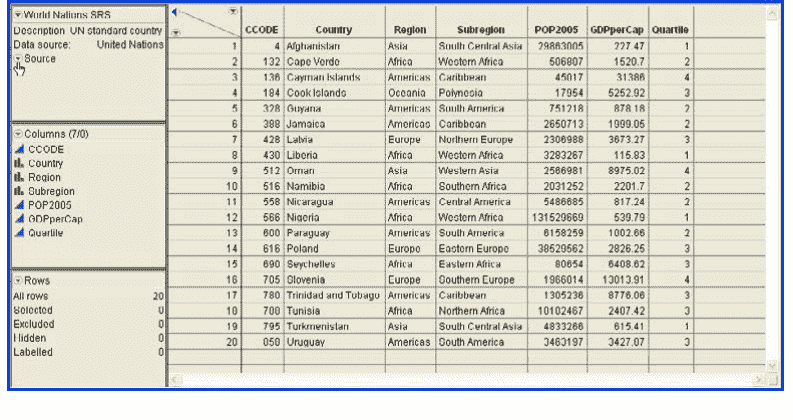 World Nations SRS
Description UN standard country
Data source: United Nations
Source
Columns (7/0)
CCODE
Country
Region
Subregion
POP2005
GDPperCap
Quartile
Rows
All rows 20
Selected 0
Excluded 0
Hidden 0
Labelled 0
CCODE Country Region Subregion POP2005 GDPperCap Quartile
1 4 Afghanistan Asia South Central Asia 29863005 227.47 1
2 132 Cape Verde Africa Western Africa 506807 1520.7 2
3 136 Cayman Islands Americas Caribbean 45017 31386 4
4 184 Cook Islands Oceania Polynesia 17954 5252.92 3
5 328 Guyana Americas South America 751218 878.18 2
6 388 Jamaica Americas Caribbean 2650713 1999.05 2
7 428 Latvia Europe Northern Europe 2306988 3673.27 3
8 430 Liberia Africa Western Africa 3283267 115.83 1
9 512 Oman Asia Western Asia 2566981 8975.02 4
10 516 Namibia Africa Southern Africa 2031252 2201.7 2
11 558 Nicaragua Americas Central America 5486685 817.24 2
12 566 Nigeria Africa Western Africa 131529669 539.79 1
13 600 Paraguay Americas South America 6158259 1002.66 2
14 616 Poland Europe Eastern Europe 38529562 2826.25 3
15 690 Seychelles Africa Eastern Africa 80654 6408.62 3
16 705 Slovenia Europe Southern Europe 1966014 13013.91 4
17 780 Trinidad and Tobago Americas Caribbean 1305236 8776.06 3
18 788 Tunisia Africa Northern Africa 10102467 2407.42 3
19 795 Turkmenistan Asia South Central Asia 4833266 615.41 1
20 858 Uruguay Americas South America 3463197 3